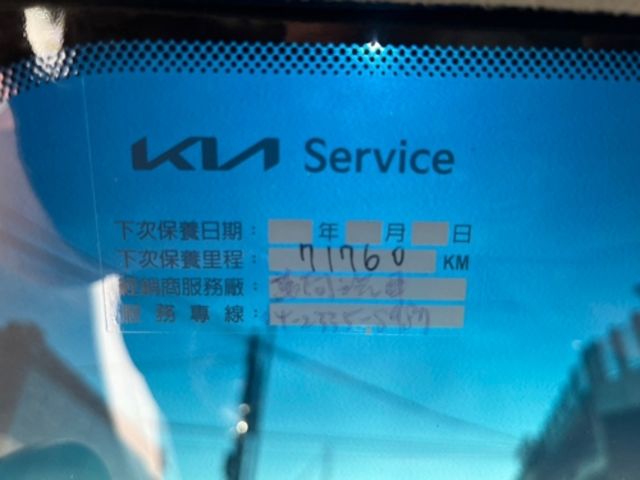 KIA Service
下次保養日期： 年 月 日
下次保養里程： 71760 KM
經銷商服務廠：
服務專線：